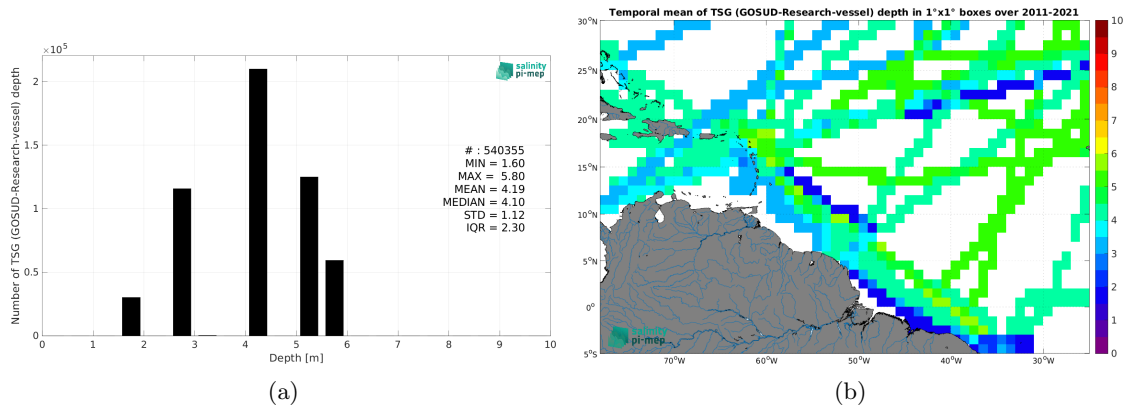 ×10⁵
2
1.5
1
0.5
0
Number of TSG (GOSUD-Research-vessel) depth
salinity
pi-mep
# : 540355
MIN = 1.60
MAX = 5.80
MEAN = 4.19
MEDIAN = 4.10
STD = 1.12
IQR = 2.30
0 1 2 3 4 5 6 7 8 9 10
Depth [m]
(a)
Temporal mean of TSG (GOSUD-Research-vessel) depth in 1°x1° boxes over 2011-2021
30°N
25°N
20°N
15°N
10°N
5°N
0°
5°S
70°W 60°W 50°W 40°W 30°W
salinity
pi-mep
10
9
8
7
6
5
4
3
2
1
0
(b)